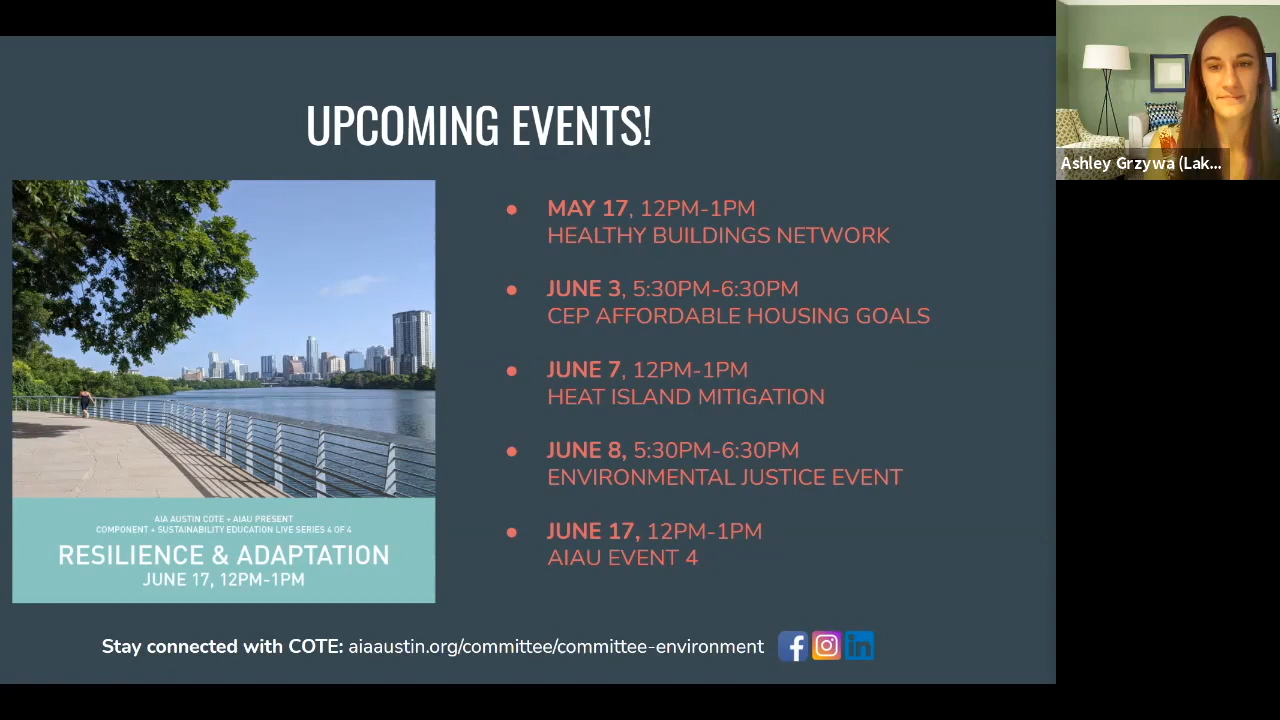 UPCOMING EVENTS!
Ashley Grzywa (Lak...
MAY 17, 12PM-1PM
HEALTHY BUILDINGS NETWORK
JUNE 3, 5:30PM-6:30PM
CEP AFFORDABLE HOUSING GOALS
JUNE 7, 12PM-1PM
HEAT ISLAND MITIGATION
JUNE 8, 5:30PM-6:30PM
ENVIRONMENTAL JUSTICE EVENT
JUNE 17, 12PM-1PM
AIAU EVENT 4
AIA AUSTIN COTE + AIAU PRESENT
COMPONENT + SUSTAINABILITY EDUCATION LIVE SERIES 4 OF 4
RESILIENCE & ADAPTATION
JUNE 17, 12PM-1PM
Stay connected with COTE: aiaaustin.org/committee/committee-environment